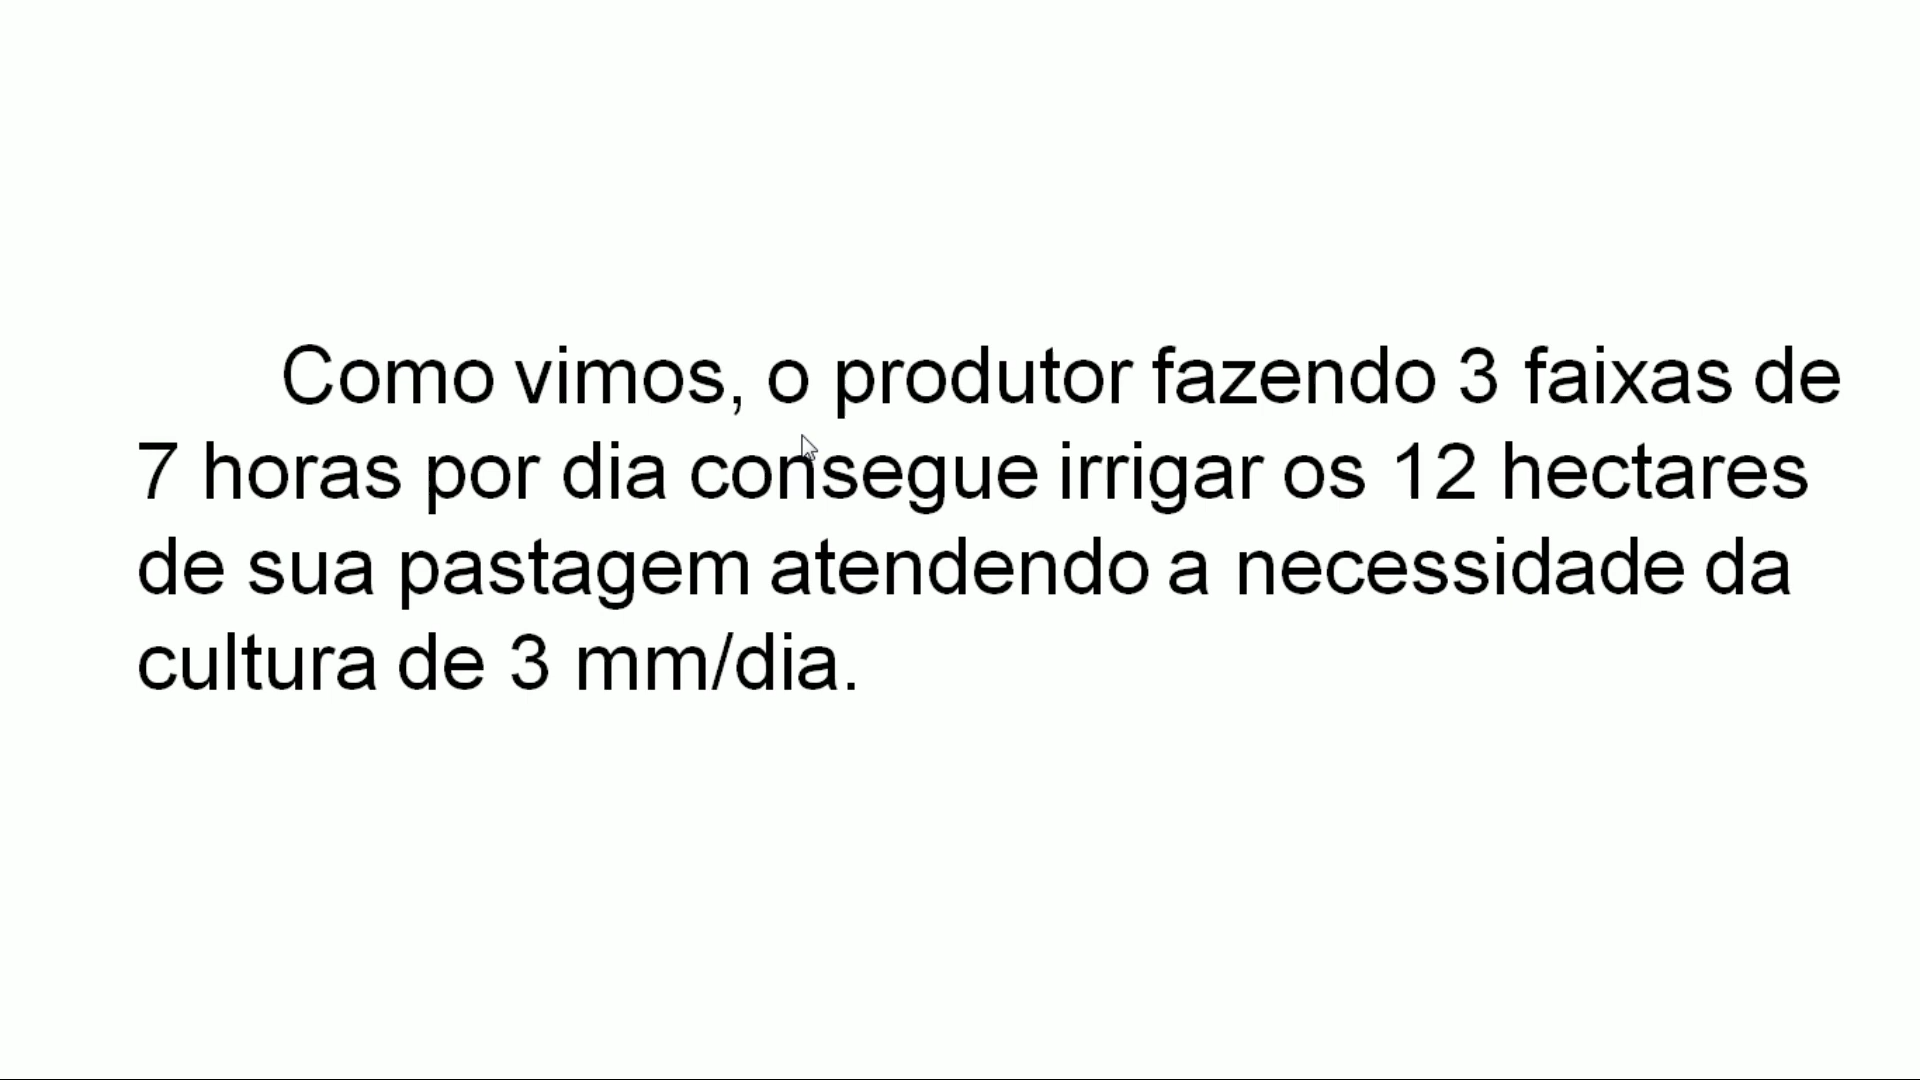 Como vimos, o produtor fazendo 3 faixas de
7 horas por dia consegue irrigar os 12 hectares
de sua pastagem atendendo a necessidade da
cultura de 3 mm/dia.